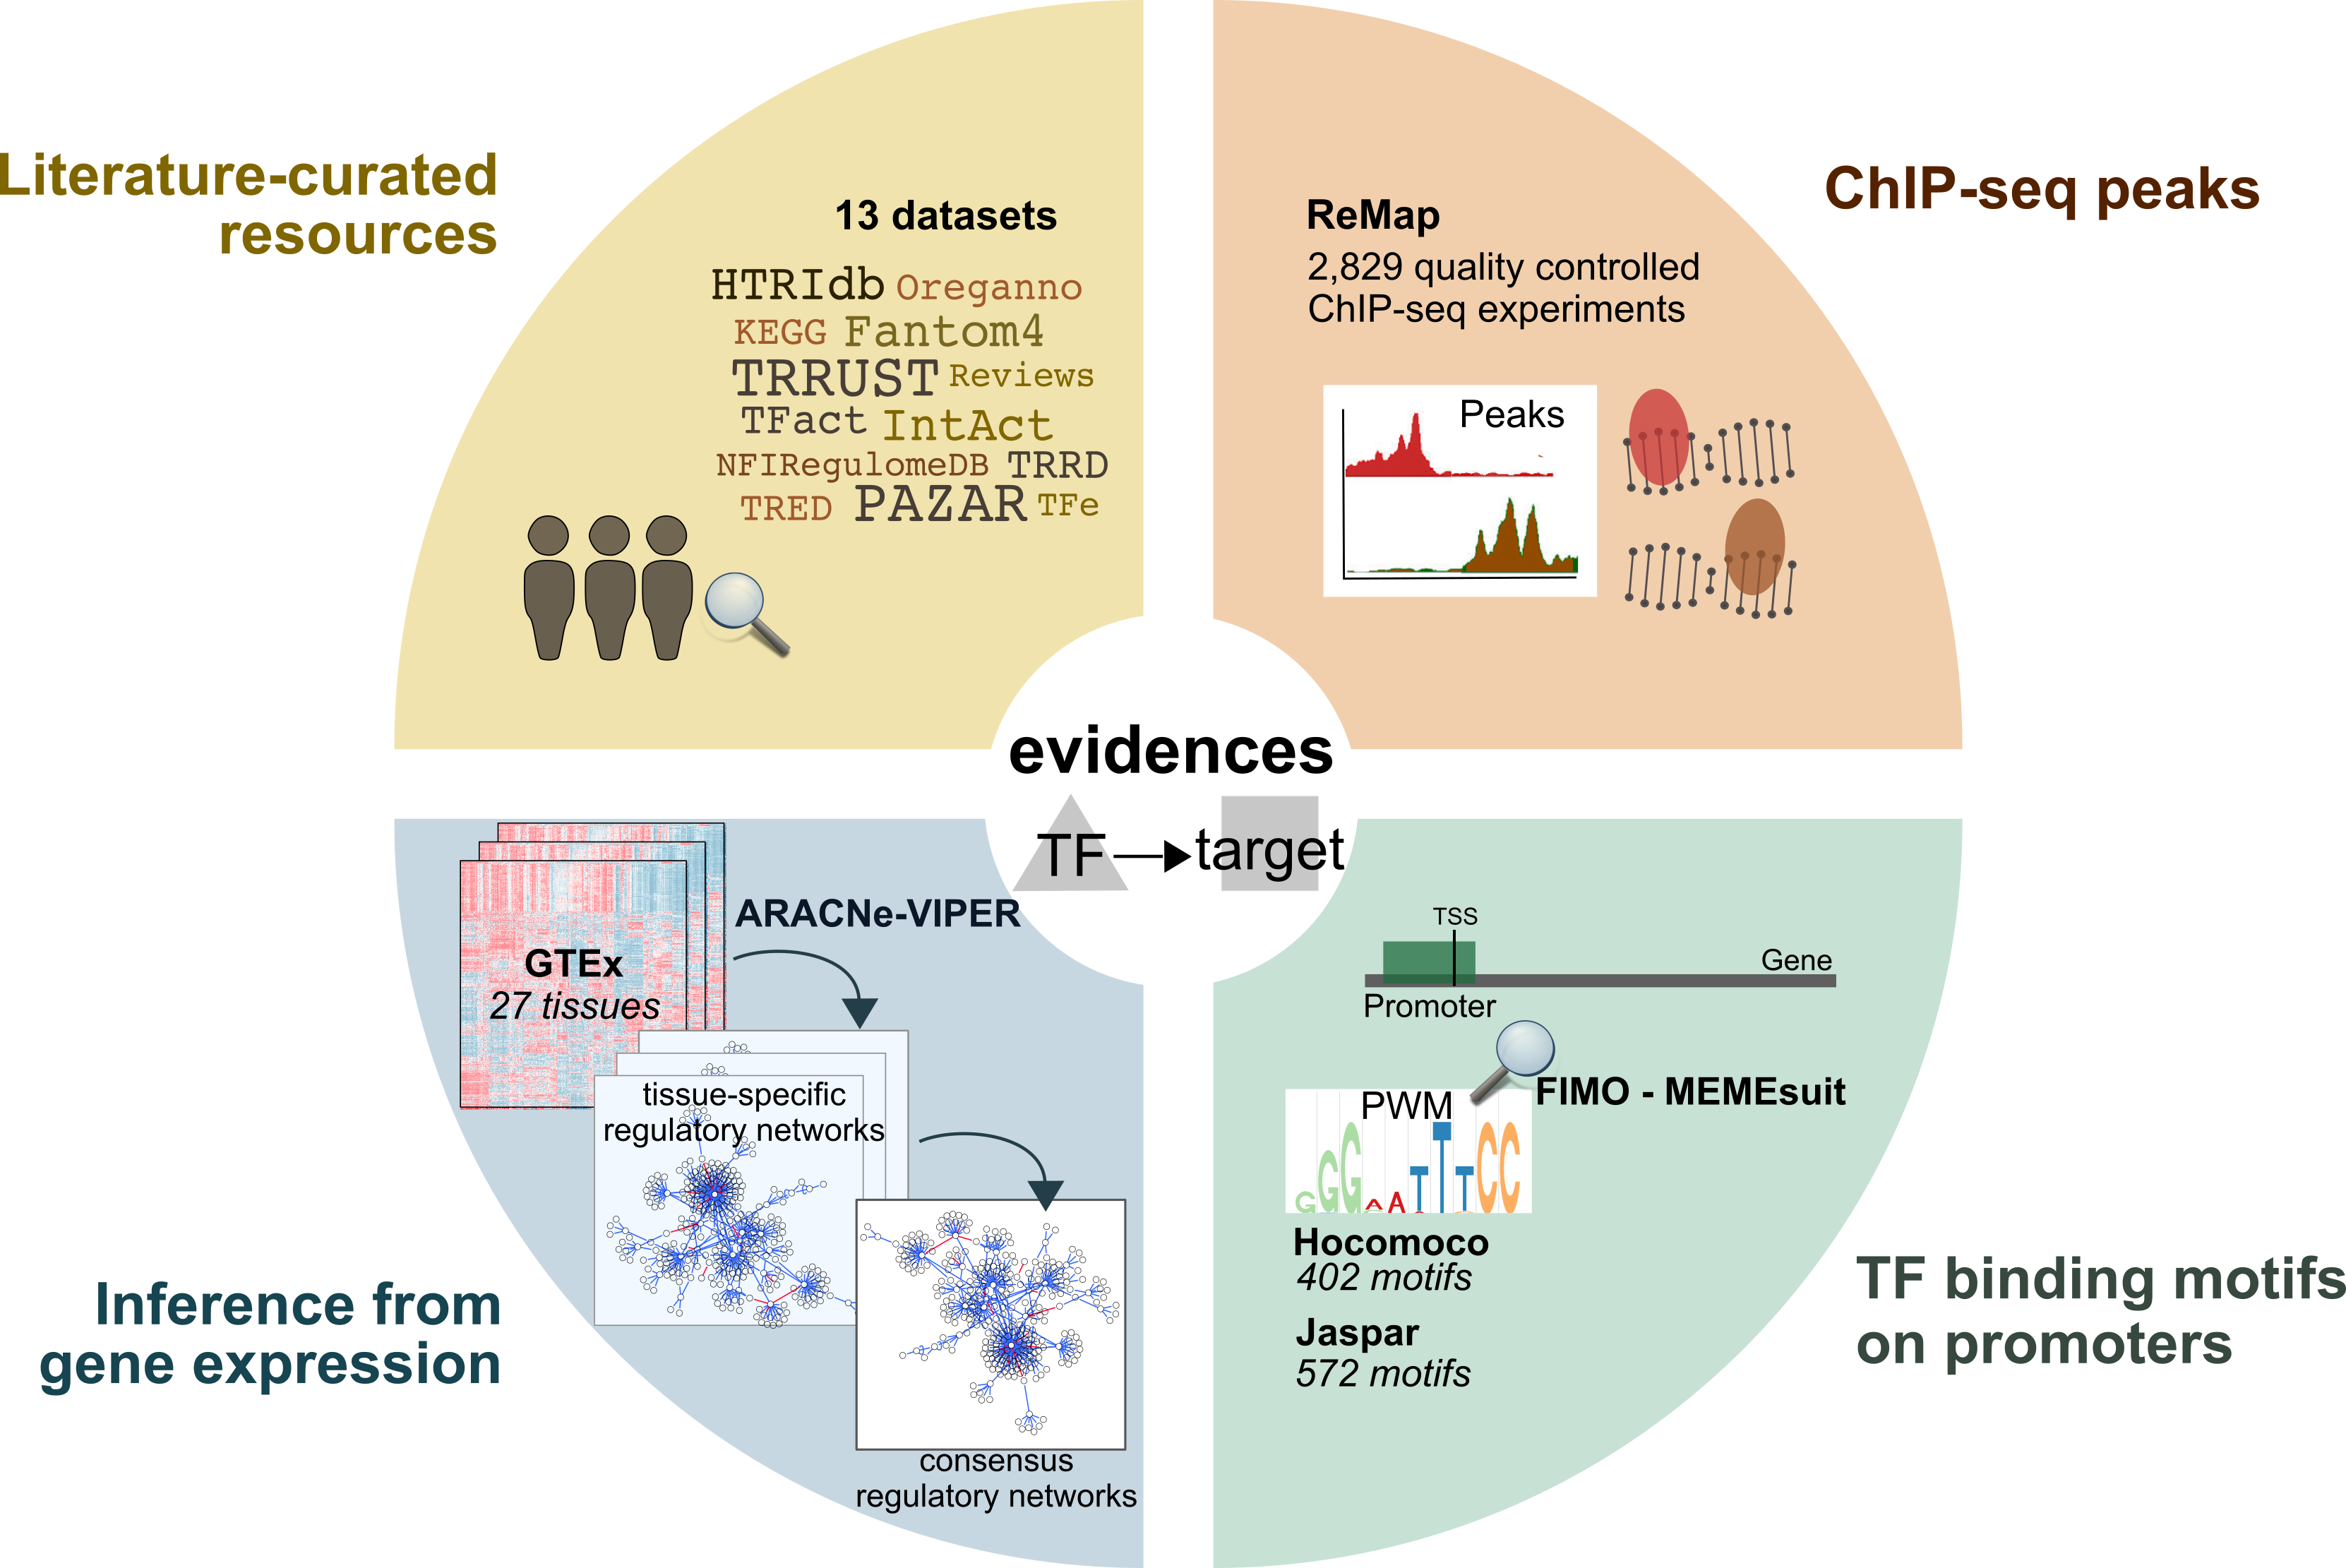 Literature-curated
resources
13 datasets
HTRIdb Oreganno
KEGG Fantom4
TRRUST Reviews
TFact IntAct
NFIRegulomeDB TRRD
TRED PAZAR TFe
ChIP-seq peaks
ReMap
2,829 quality controlled
ChIP-seq experiments
Peaks
evidences
TF target
Inference from
gene expression
GTEx
27 tissues
ARACNe-VIPER
tissue-specific
regulatory networks
consensus
regulatory networks
TF binding motifs
on promoters
TSS
Gene
Promoter
FIMO - MEMEsuit
PWM
GGGAATTTCC
Hocomoco
402 motifs
Jaspar
572 motifs